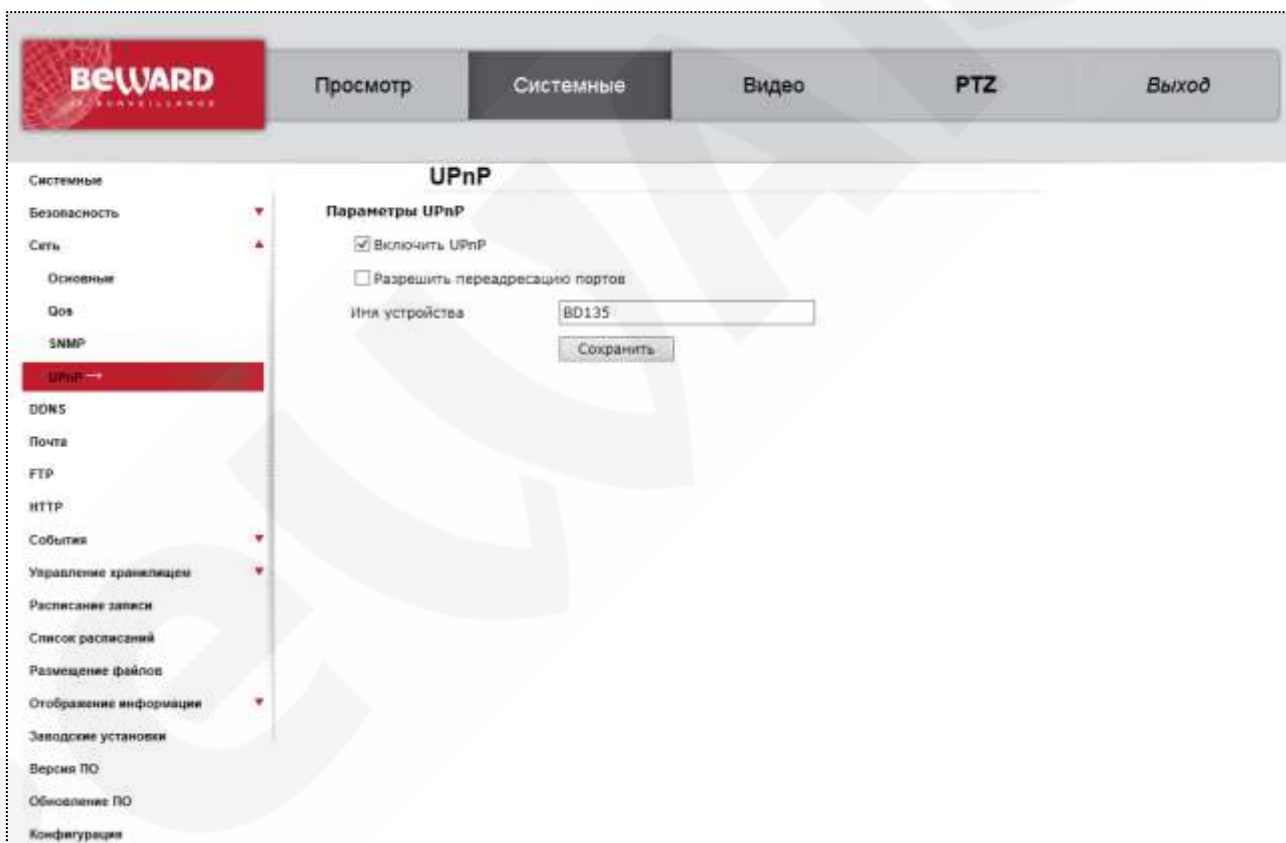 BEWARD
Просмотр
Системные
Видео
PTZ
Выход
UPnP
Системные
Безопасность
Сеть
Основные
Qos
SNMP
UPnP→
DDNS
Почта
FTP
HTTP
События
Управление хранилищем
Расписание записи
Список расписаний
Размещение файлов
Отображение информации
Заводские установки
Версия ПО
Обновление ПО
Конфигурация
Параметры UPnP
Включить UPnP
Разрешить переадресацию портов
Имя устройства
BD135
Сохранить